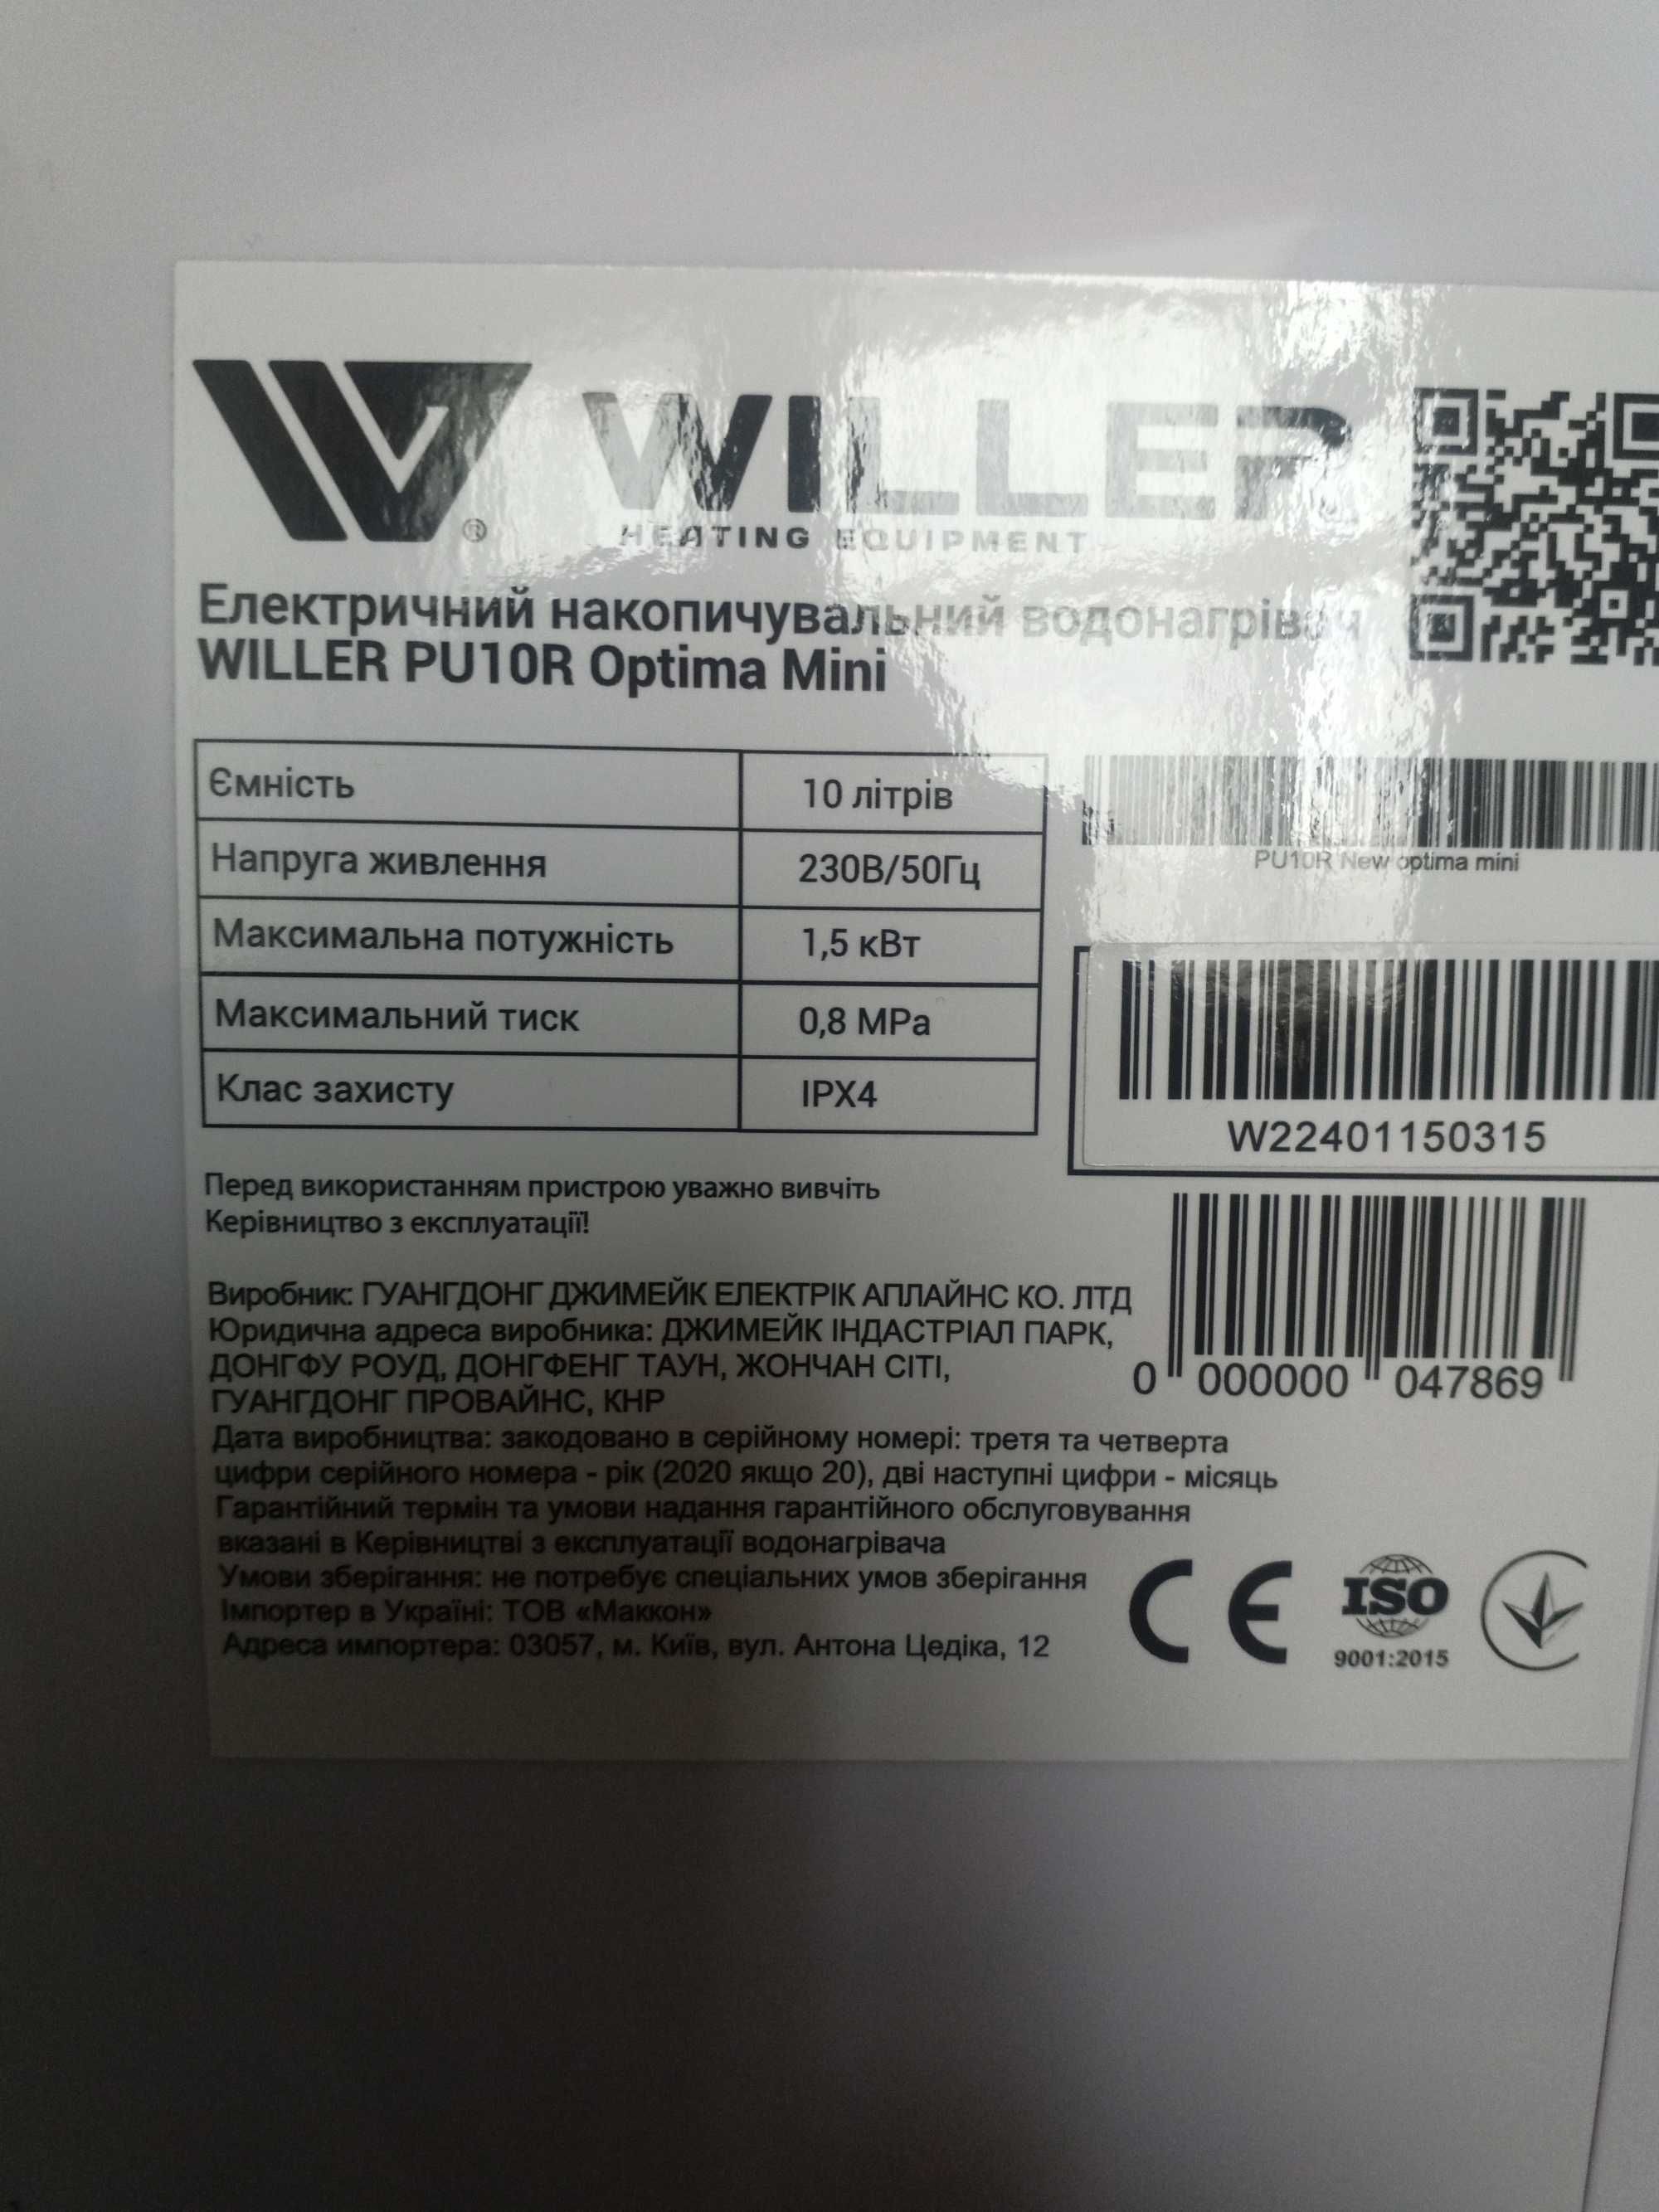 WILLER
®
HEATING EQUIPMENT
Електричний накопичувальний водонагрівач
WILLER PU10R Optima Mini
Ємність 10 літрів
Напруга живлення 230В/50Гц
Максимальна потужність 1,5 кВт
Максимальний тиск 0,8 MPa
Клас захисту IPX4
PU10R New optima mini
W22401150315
0 000000 047869
Перед використанням пристрою уважно вивчіть
Керівництво з експлуатації!
Виробник: ГУАНГДОНГ ДЖИМЕЙК ЕЛЕКТРІК АПЛАЙНС КО. ЛТД
Юридична адреса виробника: ДЖИМЕЙК ІНДАСТРІАЛ ПАРК,
ДОНГФУ РОУД, ДОНГФЕНГ ТАУН, ЖОНЧАН СІТІ,
ГУАНГДОНГ ПРОВАЙНС, КНР
Дата виробництва: закодовано в серійному номері: третя та четверта
цифри серійного номера - рік (2020 якщо 20), дві наступні цифри - місяць
Гарантійний термін та умови надання гарантійного обслуговування
вказані в Керівництві з експлуатації водонагрівача
Умови зберігання: не потребує спеціальних умов зберігання
Імпортер в Україні: ТОВ «Маккон»
Адреса импортера: 03057, м. Київ, вул. Антона Цедіка, 12
CE
ISO
9001:2015